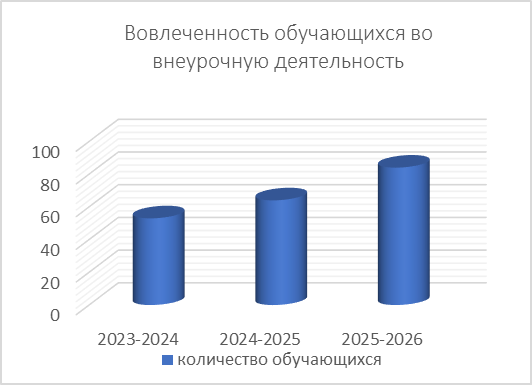 Вовлеченность обучающихся во
внеурочную деятельность
100
80
60
40
20
0
2023-2024 2024-2025 2025-2026
количество обучающихся